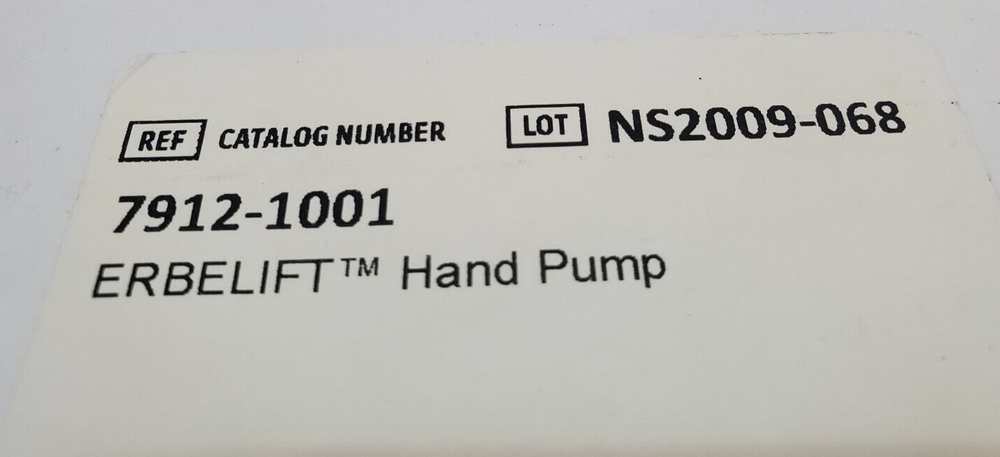 REF CATALOG NUMBER LOT NS2009-068
7912-1001
ERBELIFT™ Hand Pump